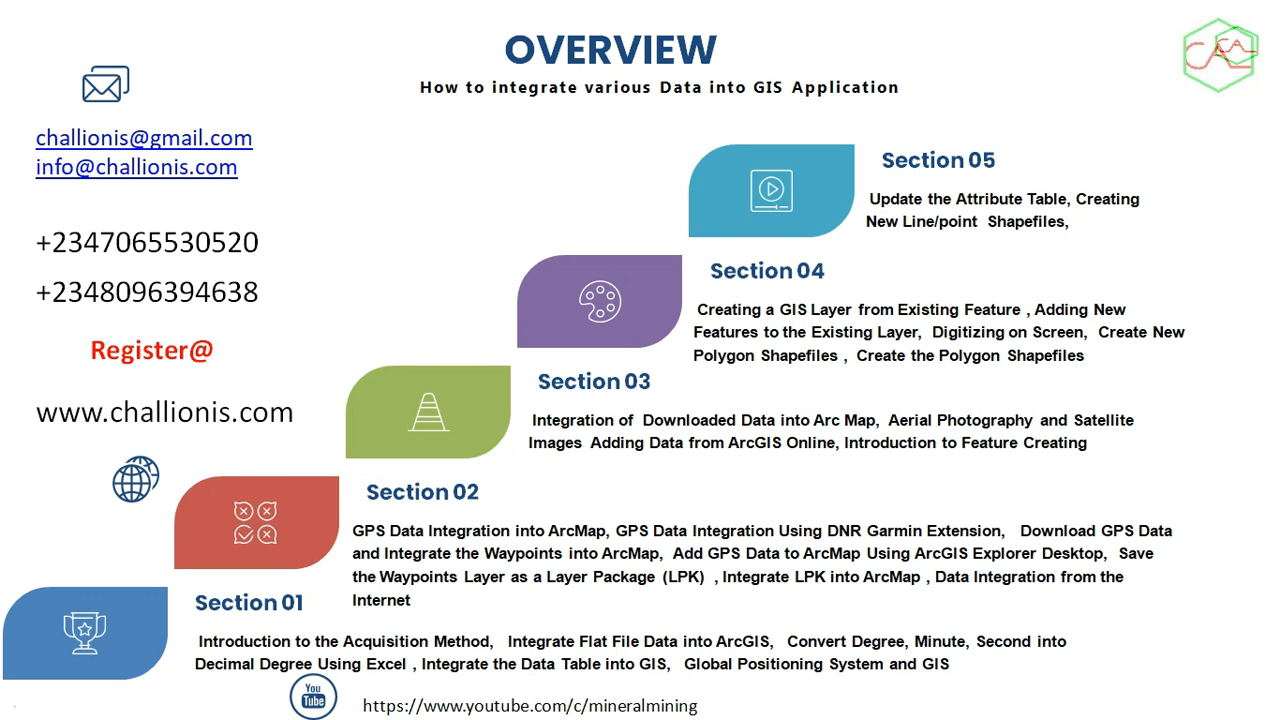 OVERVIEW
How to integrate various Data into GIS Application
challionis@gmail.com
info@challionis.com
+2347065530520
+2348096394638
Register@
www.challionis.com
Section 05
Update the Attribute Table, Creating
New Line/point Shapefiles,
Section 04
Creating a GIS Layer from Existing Feature , Adding New
Features to the Existing Layer, Digitizing on Screen, Create New
Polygon Shapefiles , Create the Polygon Shapefiles
Section 03
Integration of Downloaded Data into Arc Map, Aerial Photography and Satellite
Images Adding Data from ArcGIS Online, Introduction to Feature Creating
Section 02
GPS Data Integration into ArcMap, GPS Data Integration Using DNR Garmin Extension, Download GPS Data
and Integrate the Waypoints into ArcMap, Add GPS Data to ArcMap Using ArcGIS Explorer Desktop, Save
the Waypoints Layer as a Layer Package (LPK) , Integrate LPK into ArcMap , Data Integration from the
Internet
Section 01
Introduction to the Acquisition Method, Integrate Flat File Data into ArcGIS, Convert Degree, Minute, Second into
Decimal Degree Using Excel , Integrate the Data Table into GIS, Global Positioning System and GIS
You
Tube
https://www.youtube.com/c/mineralmining